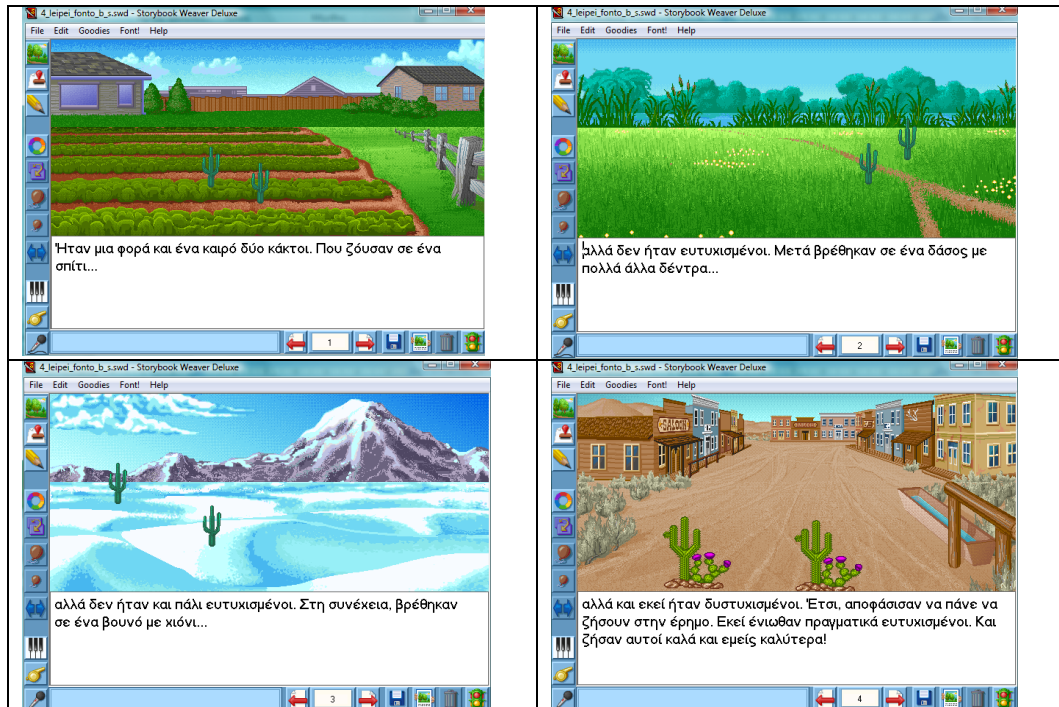 4_leipei_fonto_b_s.swd - Storybook Weaver Deluxe
File Edit Goodies Font! Help
Ήταν μια φορά και ένα καιρό δύο κάκτοι. Που ζόυσαν σε ένα
σπίτι...
1
4_leipei_fonto_b_s.swd - Storybook Weaver Deluxe
File Edit Goodies Font! Help
αλλά δεν ήταν ευτυχισμένοι. Μετά βρέθηκαν σε ένα δάσος με
πολλά άλλα δέντρα...
2
4_leipei_fonto_b_s.swd - Storybook Weaver Deluxe
File Edit Goodies Font! Help
αλλά δεν ήταν και πάλι ευτυχισμένοι. Στη συνέχεια, βρέθηκαν
σε ένα βουνό με χιόνι...
3
4_leipei_fonto_b_s.swd - Storybook Weaver Deluxe
File Edit Goodies Font! Help
SALOON
αλλά και εκεί ήταν δυστυχισμένοι. Έτσι, αποφάσισαν να πάνε να
ζήσουν στην έρημο. Εκεί ένιωθαν πραγματικά ευτυχισμένοι. Και
ζήσαν αυτοί καλά και εμείς καλύτερα!
4